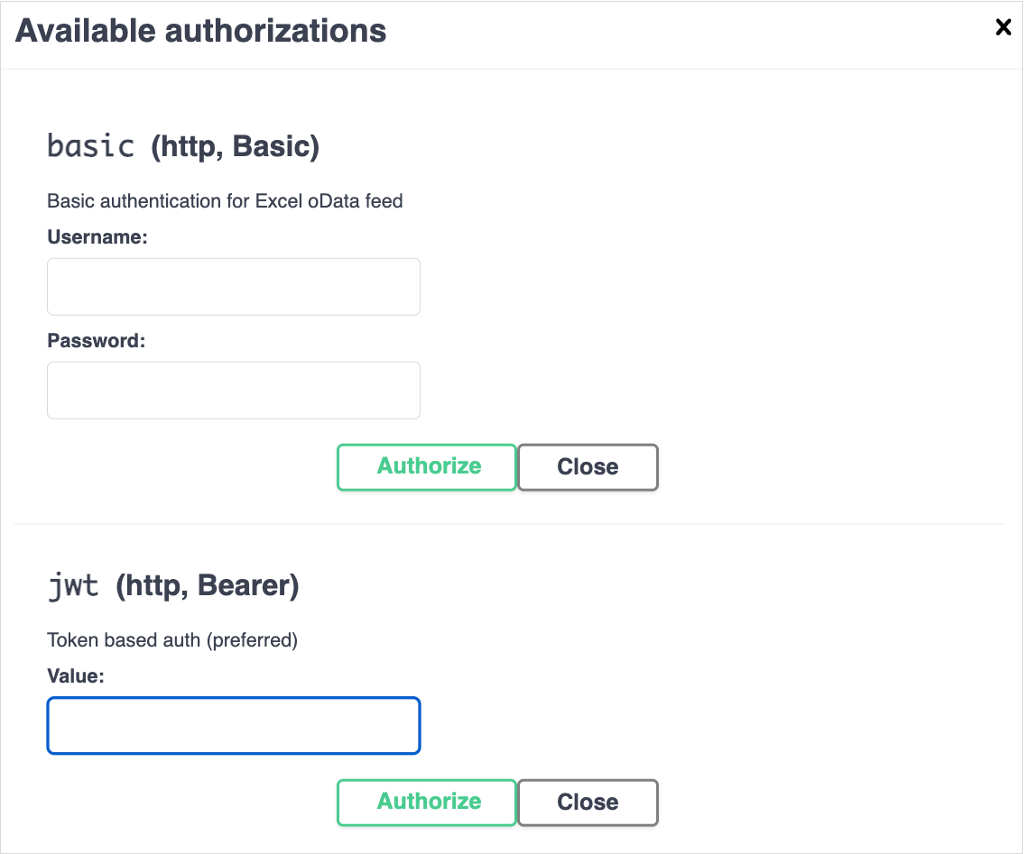 Available authorizations
basic (http, Basic)
Basic authentication for Excel oData feed
Username:
Password:
Authorize Close
jwt (http, Bearer)
Token based auth (preferred)
Value:
Authorize Close